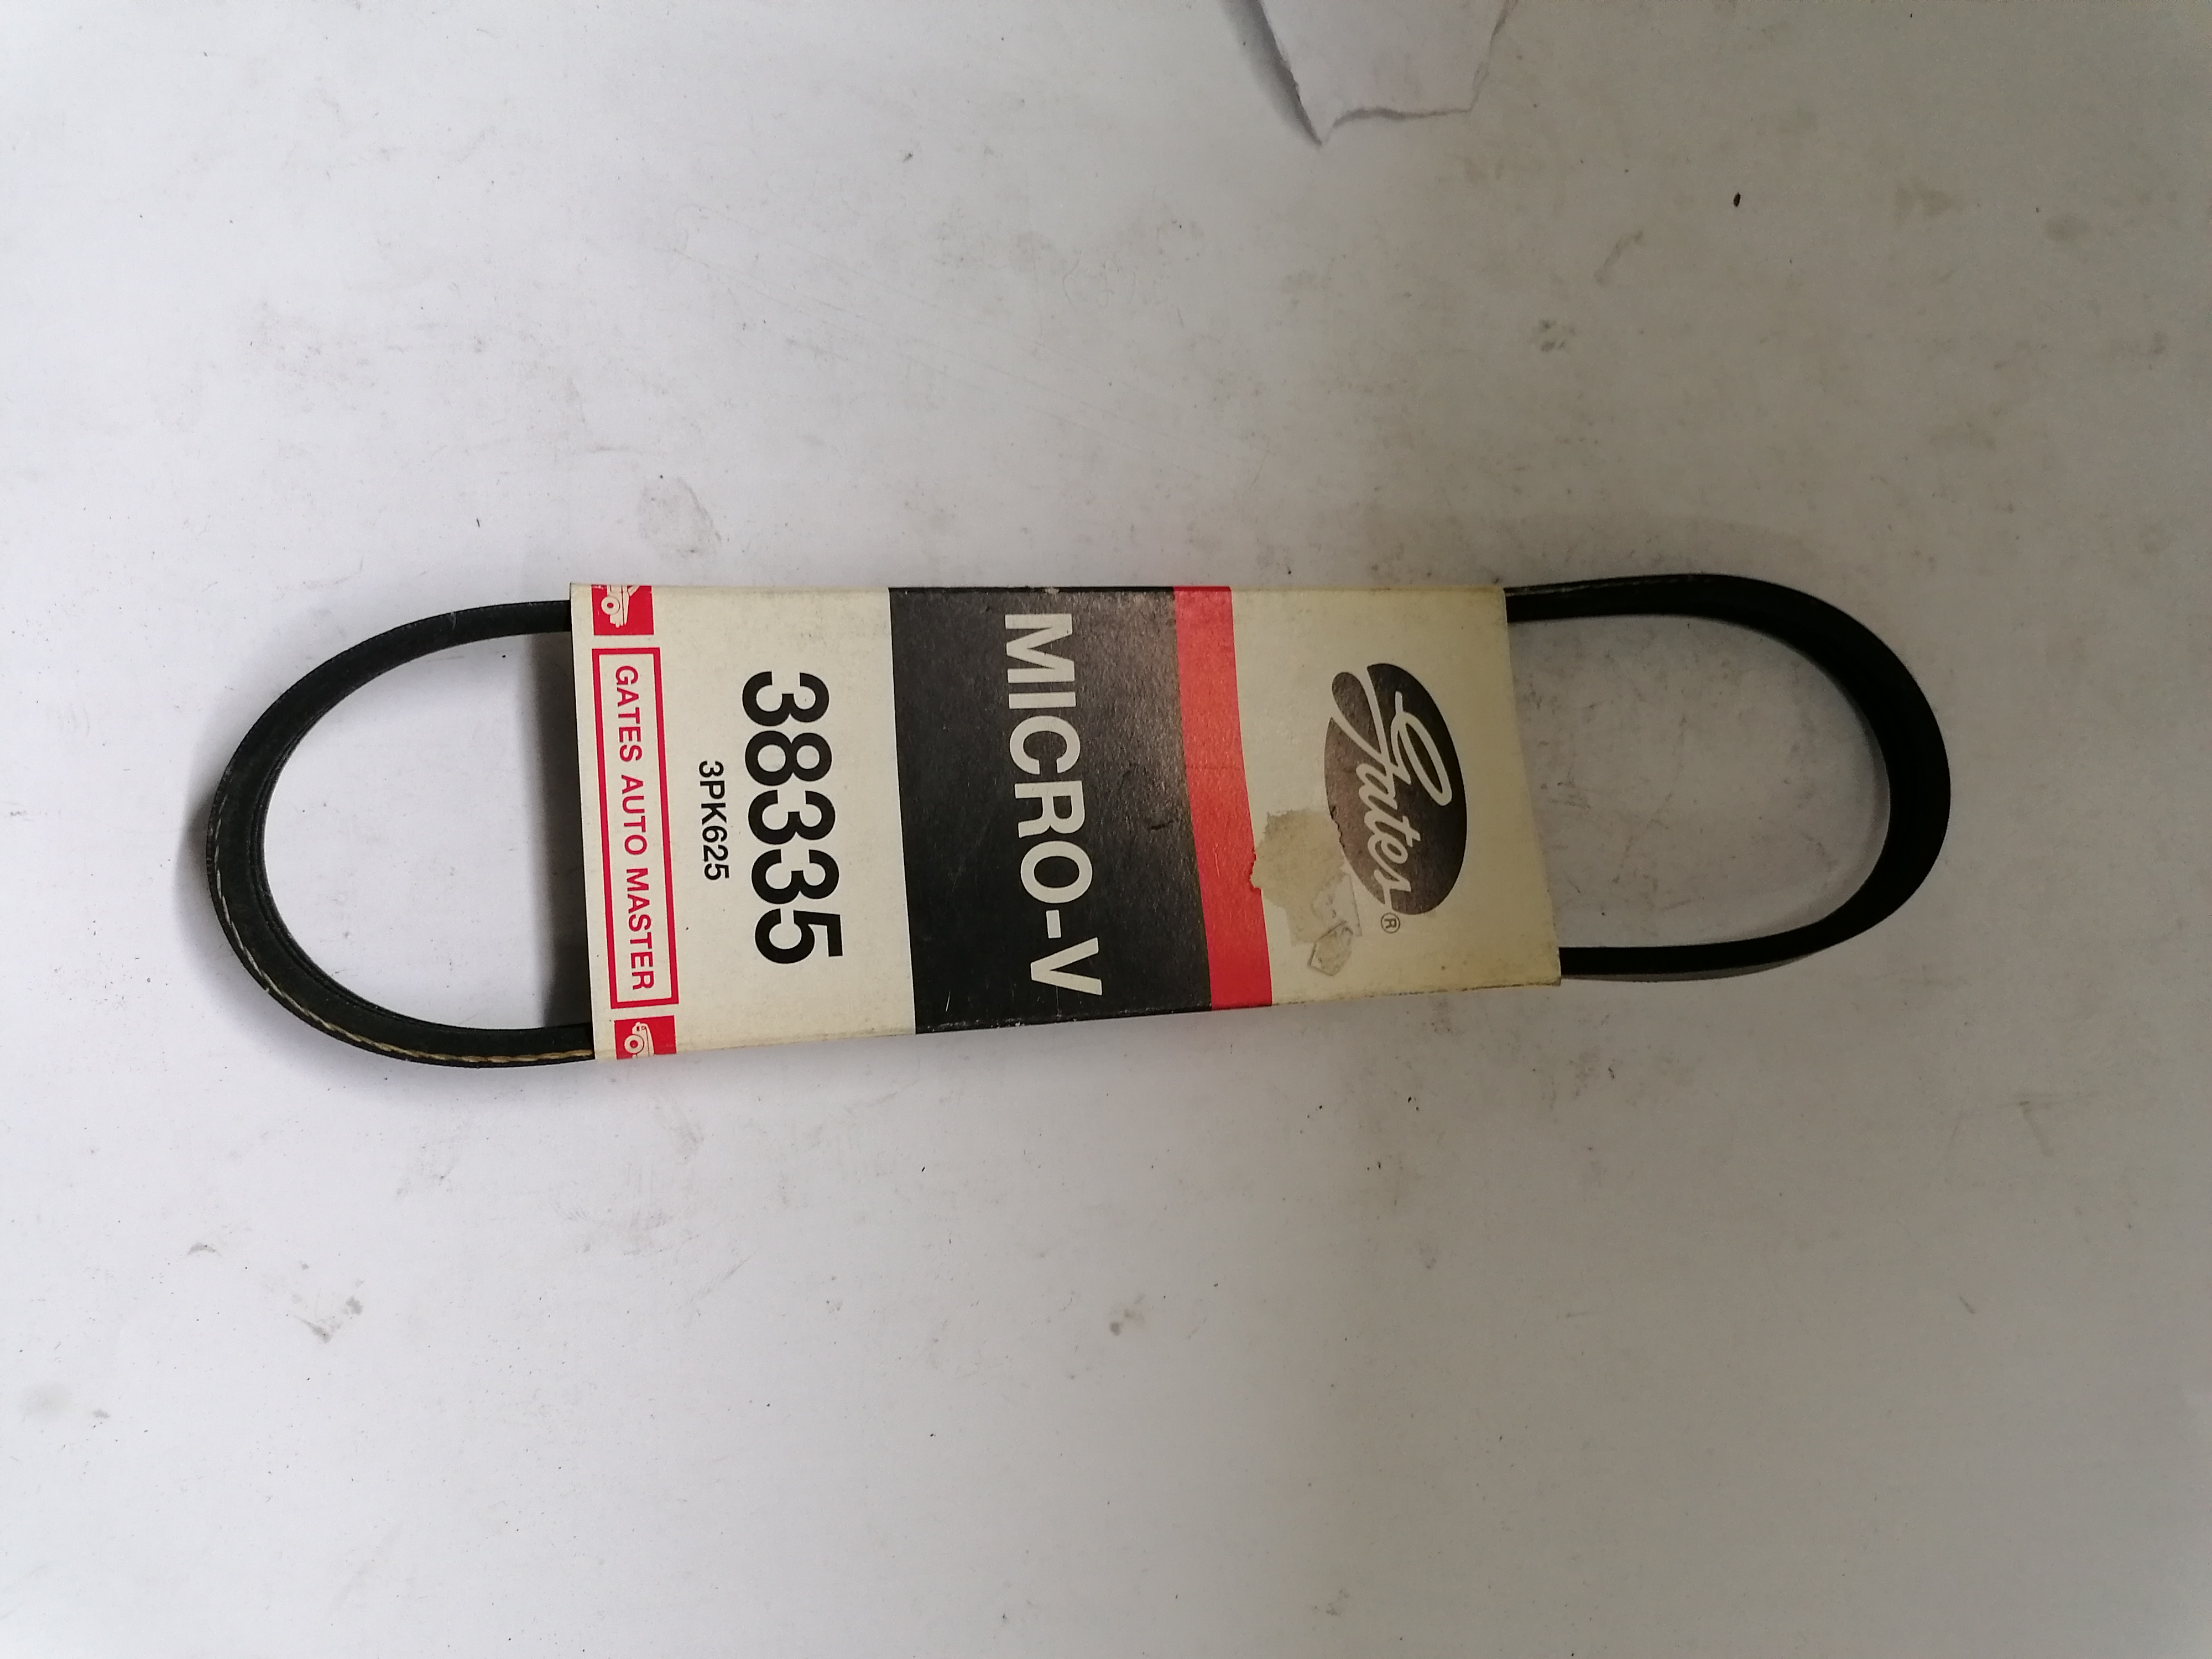 Gates®
MICRO-V
38335
3PK625
GATES AUTO MASTER